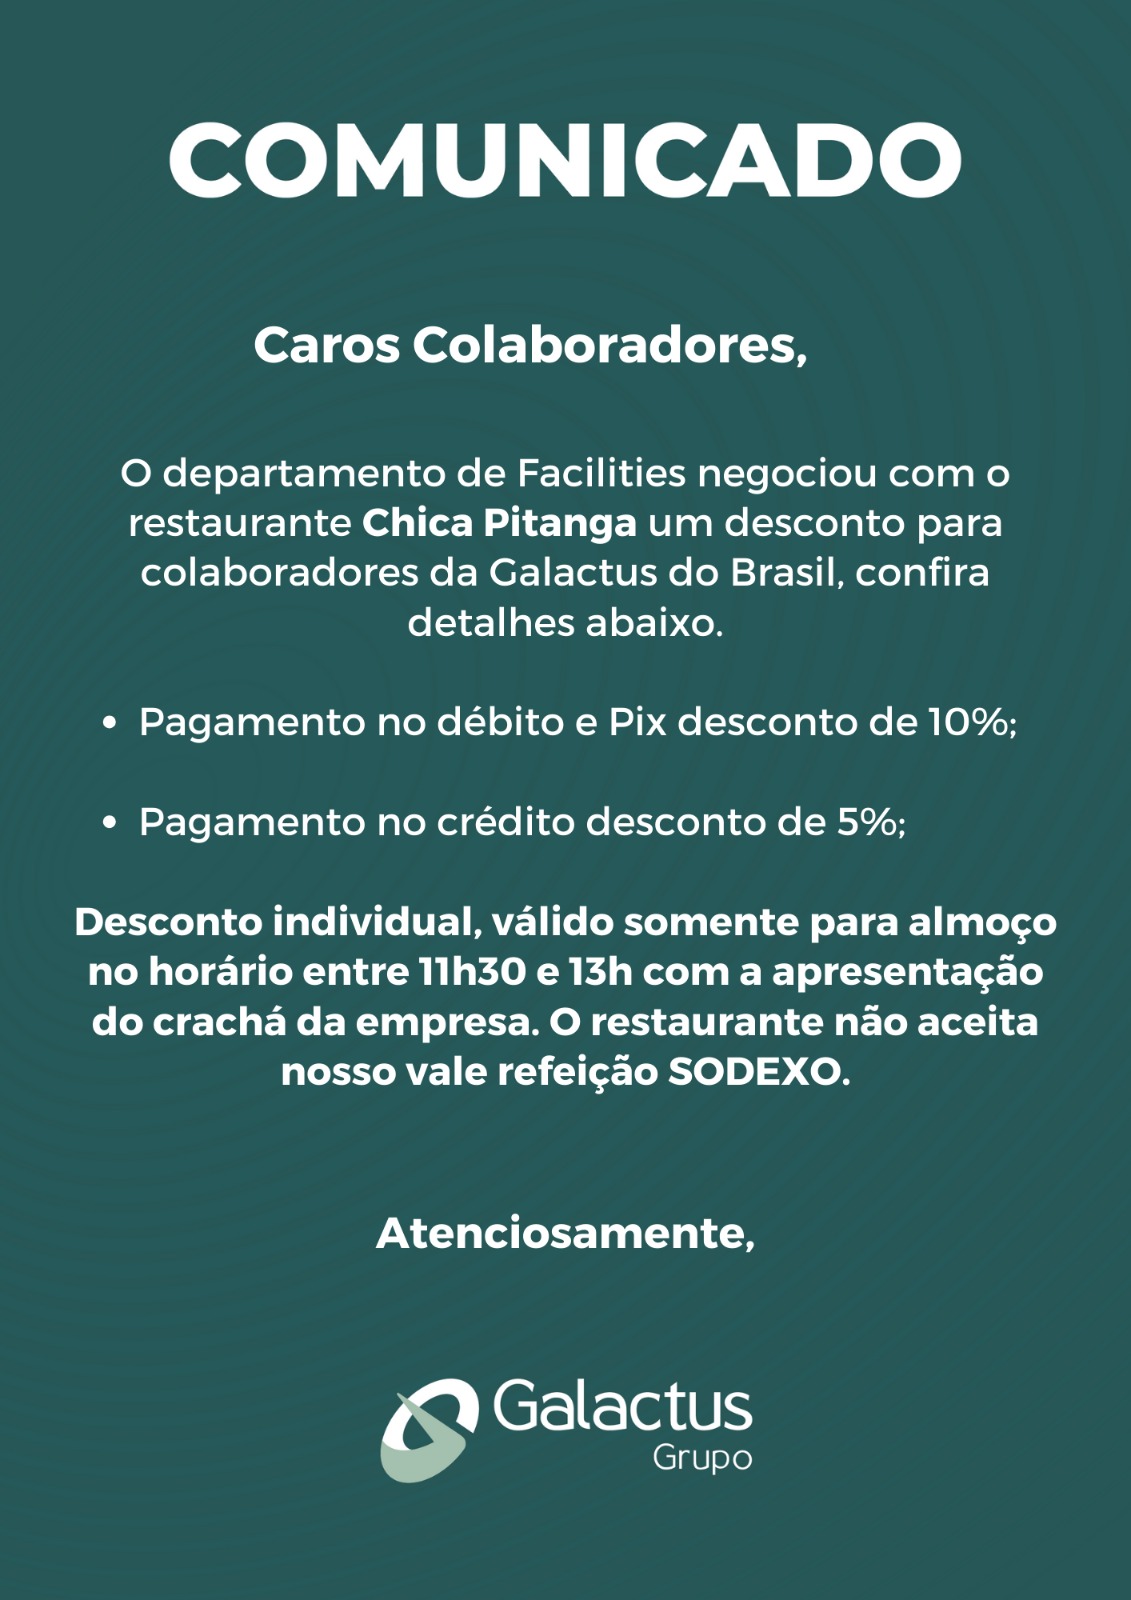 COMUNICADO
Caros Colaboradores,
O departamento de Facilities negociou com o
restaurante Chica Pitanga um desconto para
colaboradores da Galactus do Brasil, confira
detalhes abaixo.
• Pagamento no débito e Pix desconto de 10%;
• Pagamento no crédito desconto de 5%;
Desconto individual, válido somente para almoço
no horário entre 11h30 e 13h com a apresentação
do crachá da empresa. O restaurante não aceita
nosso vale refeição SODEXO.
Atenciosamente,
Galactus
Grupo